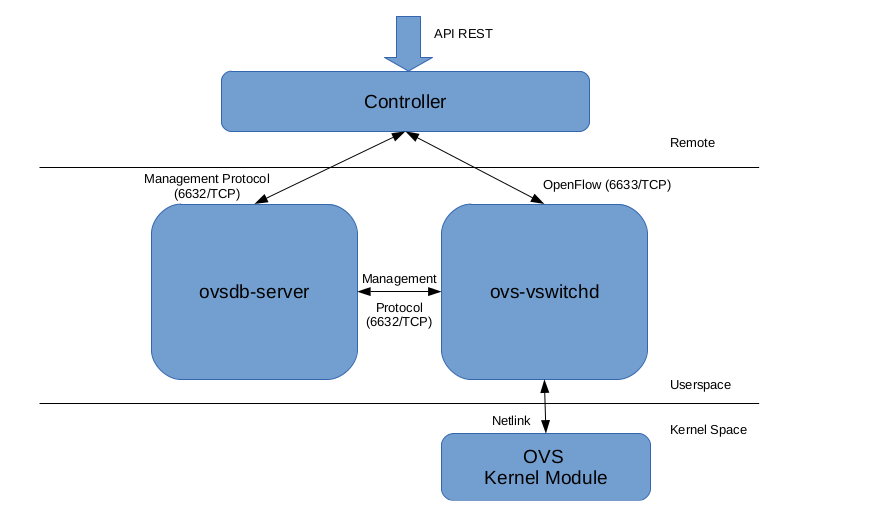 API REST
Controller
Remote
Management Protocol
(6632/TCP)
OpenFlow (6633/TCP)
ovsdb-server
Management
Protocol
(6632/TCP)
ovs-vswitchd
Userspace
Netlink
Kernel Space
OVS
Kernel Module